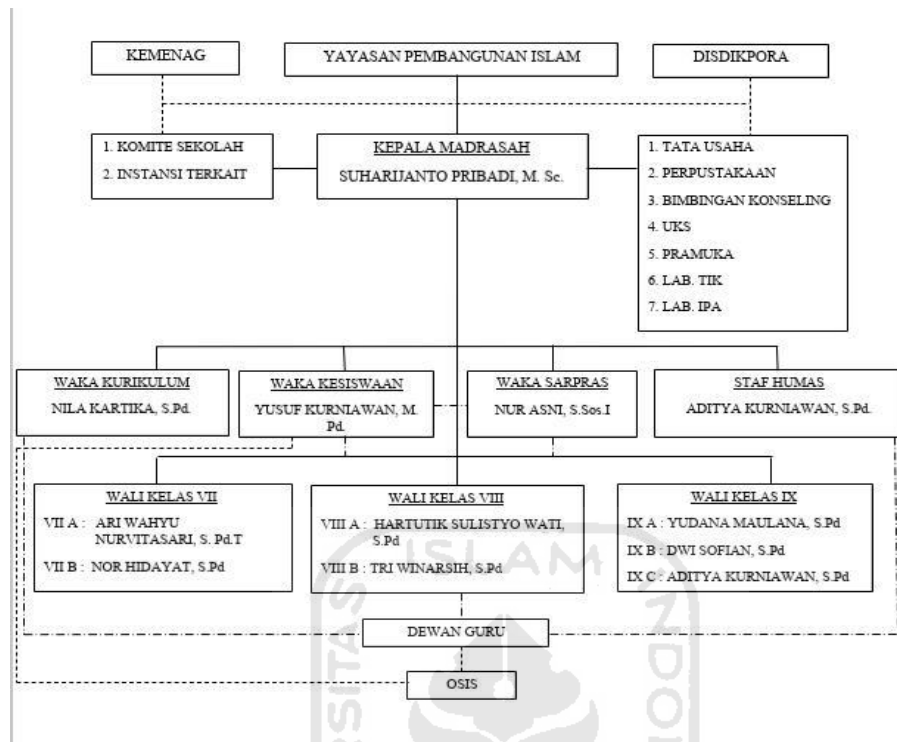 KEMENAG
YAYASAN PEMBANGUNAN ISLAM
DISDIKPORA
1. KOMITE SEKOLAH
2. INSTANSI TERKAIT
KEPALA MADRASAH
SUHARIJANTO PRIBADI, M. Sc.
1. TATA USAHA
2. PERPUSTAKAAN
3. BIMBINGAN KONSELING
4. UKS
5. PRAMUKA
6. LAB. TIK
7. LAB. IPA
WAKA KURIKULUM
NILA KARTIKA, S.Pd.
WAKA KESISWAAN
YUSUF KURNIAWAN, M.
Pd.
WAKA SARPRAS
NUR ASNI, S.Sos.I
STAF HUMAS
ADITYA KURNIAWAN, S.Pd.
WALI KELAS VII
VII A : ARI WAHYU
NURVITASARI, S. Pd.T
VII B : NOR HIDAYAT, S.Pd
WALI KELAS VIII
VIII A : HARTUTIK SULISTYO WATI,
S.Pd
VIII B : TRI WINARSIH, S.Pd
WALI KELAS IX
IX A : YUDANA MAULANA, S.Pd
IX B : DWI SOFIAN, S.Pd
IX C : ADITYA KURNIAWAN, S.Pd
DEWAN GURU
OSIS
ISLAM